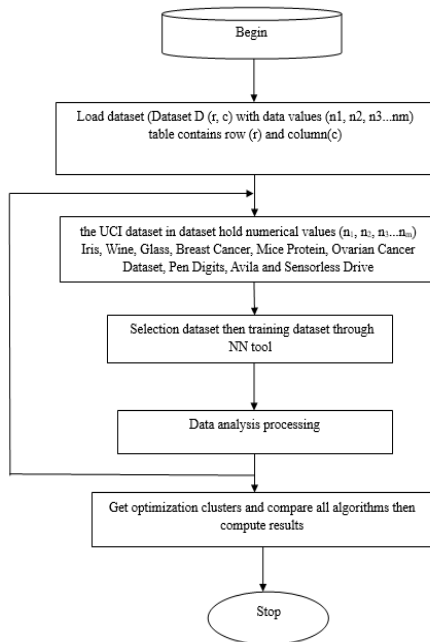 Begin
Load dataset (Dataset D (r, c) with data values (n1, n2, n3...nm)
table contains row (r) and column(c)
the UCI dataset in dataset hold numerical values (n₁, n₂, n₃...nₘ)
Iris, Wine, Glass, Breast Cancer, Mice Protein, Ovarian Cancer
Dataset, Pen Digits, Avila and Sensorless Drive
Selection dataset then training dataset through
NN tool
Data analysis processing
Get optimization clusters and compare all algorithms then
compute results
Stop